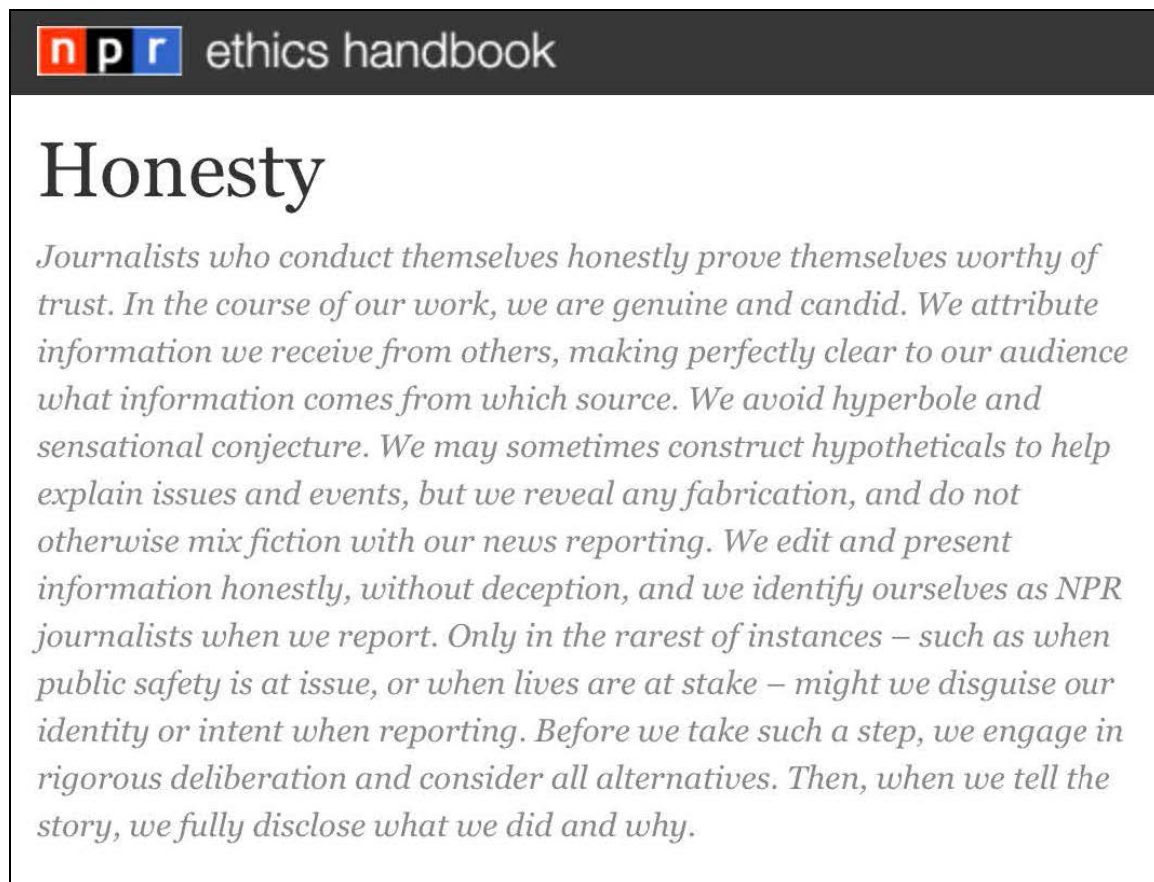 npr ethics handbook
Honesty
Journalists who conduct themselves honestly prove themselves worthy of
trust. In the course of our work, we are genuine and candid. We attribute
information we receive from others, making perfectly clear to our audience
what information comes from which source. We avoid hyperbole and
sensational conjecture. We may sometimes construct hypotheticals to help
explain issues and events, but we reveal any fabrication, and do not
otherwise mix fiction with our news reporting. We edit and present
information honestly, without deception, and we identify ourselves as NPR
journalists when we report. Only in the rarest of instances – such as when
public safety is at issue, or when lives are at stake – might we disguise our
identity or intent when reporting. Before we take such a step, we engage in
rigorous deliberation and consider all alternatives. Then, when we tell the
story, we fully disclose what we did and why.